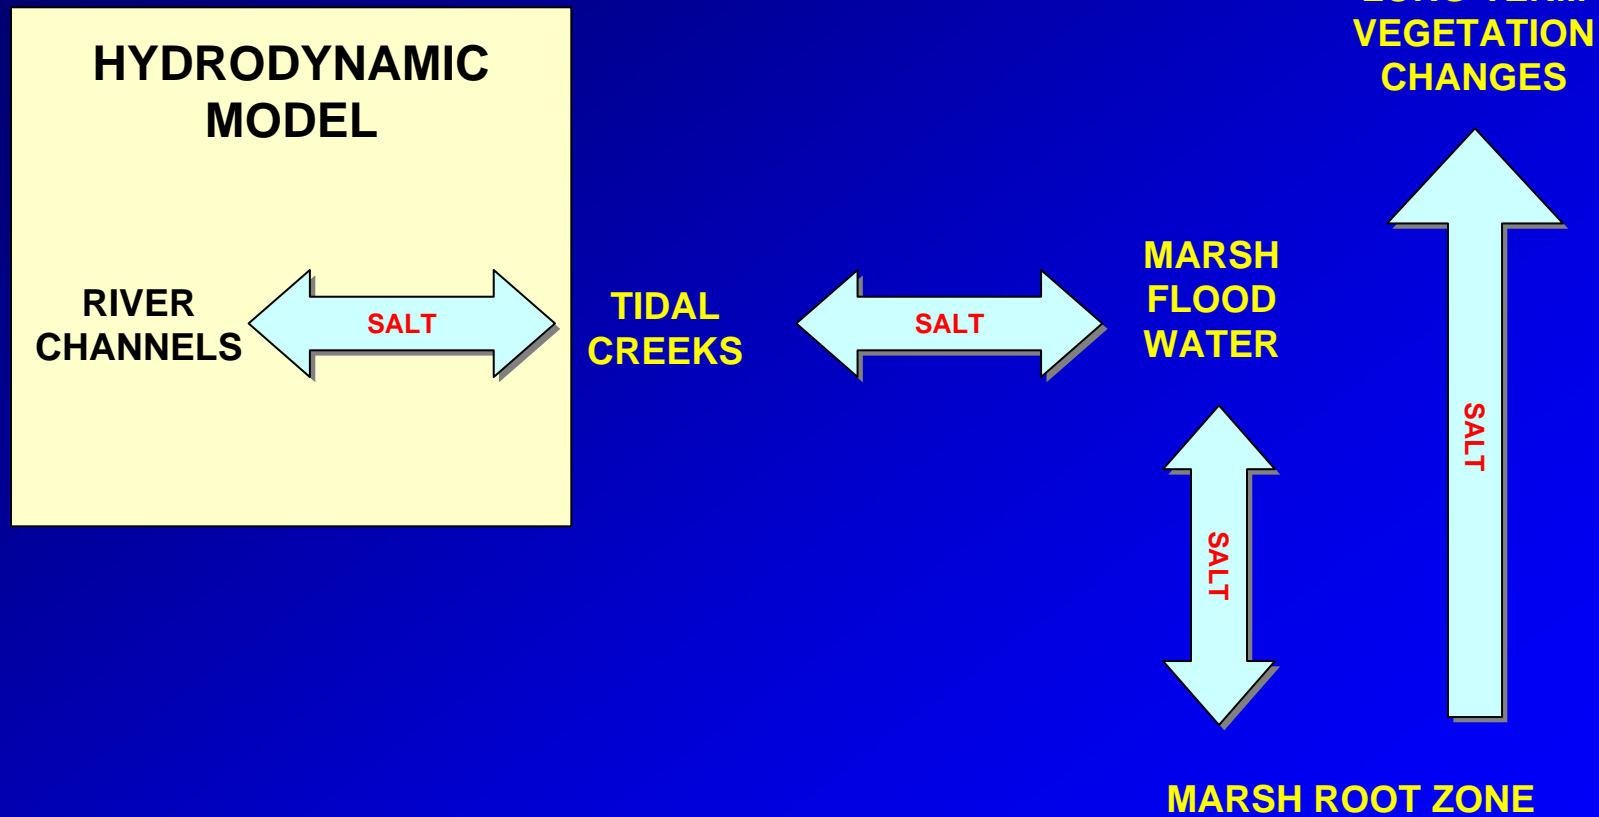 HYDRODYNAMIC
MODEL
VEGETATION
CHANGES
RIVER
CHANNELS
SALT
TIDAL
CREEKS
SALT
MARSH
FLOOD
WATER
SALT
SALT
MARSH ROOT ZONE